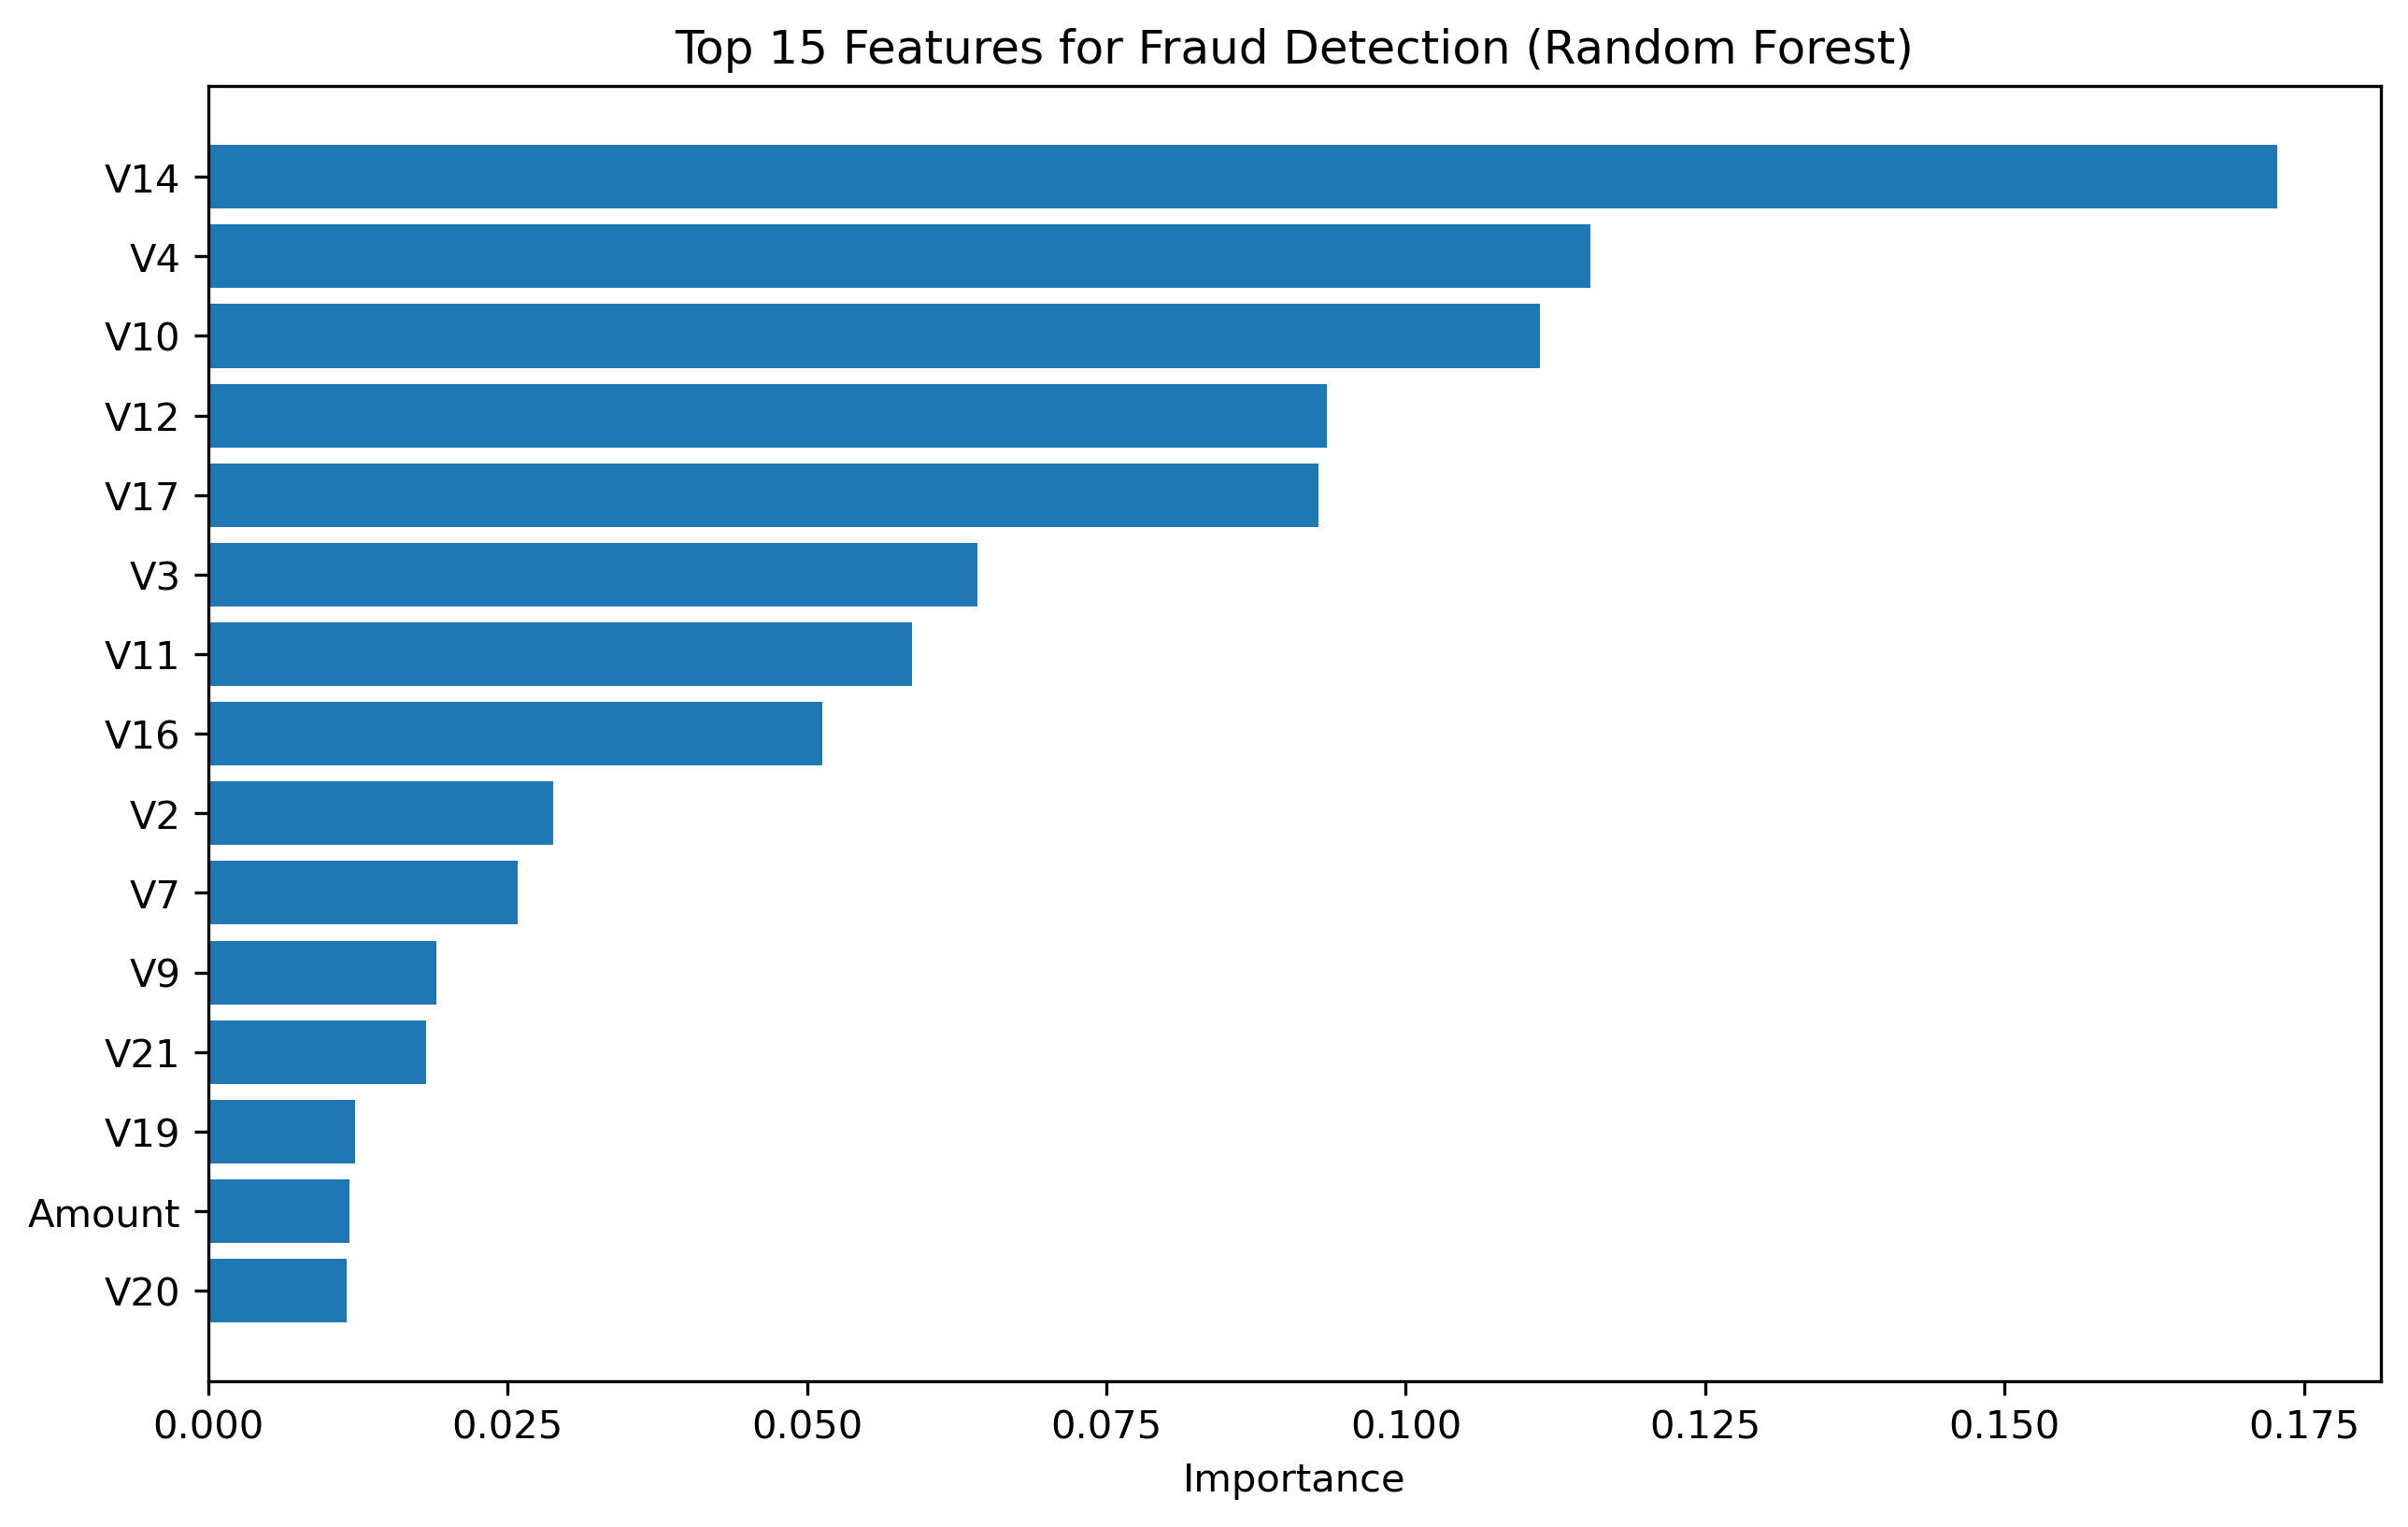 Top 15 Features for Fraud Detection (Random Forest)
V14
V4
V10
V12
V17
V3
V11
V16
V2
V7
V9
V21
V19
Amount
V20
0.000 0.025 0.050 0.075 0.100 0.125 0.150 0.175
Importance